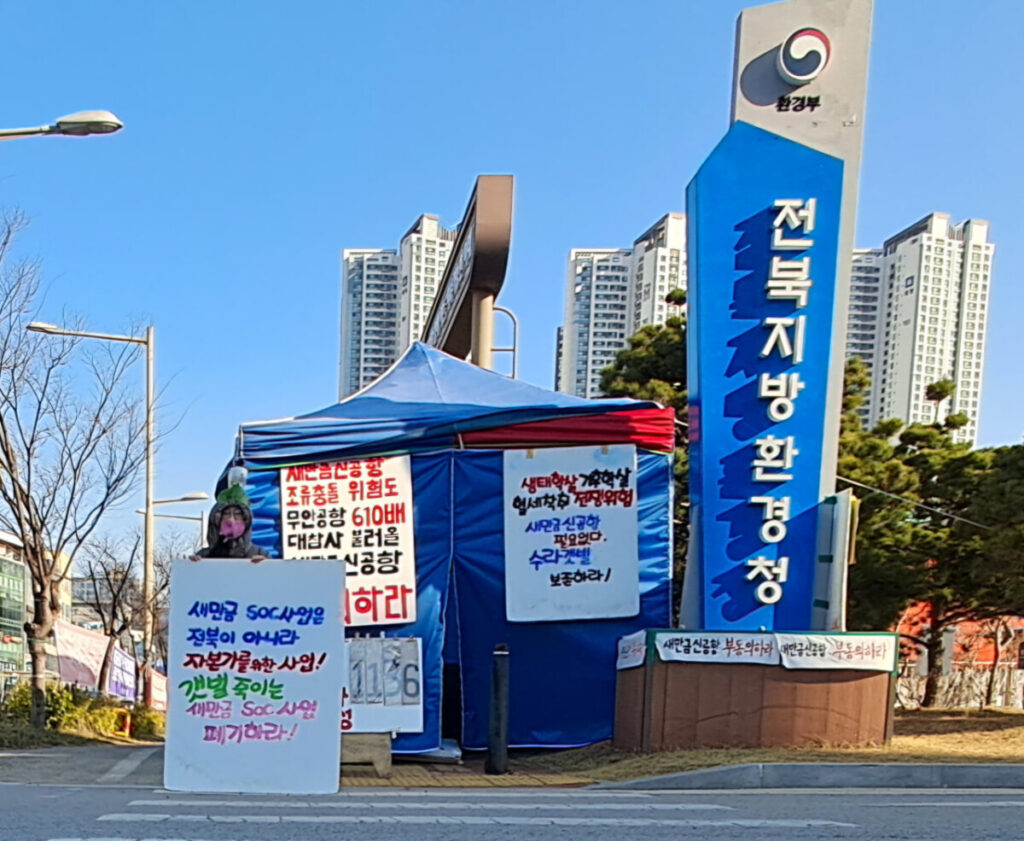 환경부
전북지방환경청
새만금신공항
조류충돌 위험도
무안공항 610배
대참사 불러올
신공항
하라
생태학살 기후학살
혈세착취 전쟁위험
새만금신공항
필요없다.
수라갯벌
보존하라!
새만금 SOC사업은
전북이 아니라
자본가를 위한 사업!
갯벌 죽이는
새만금 SOC 사업
폐기하라!
1136
새만금신공항 부동의하라
새만금신공항 부동의하라